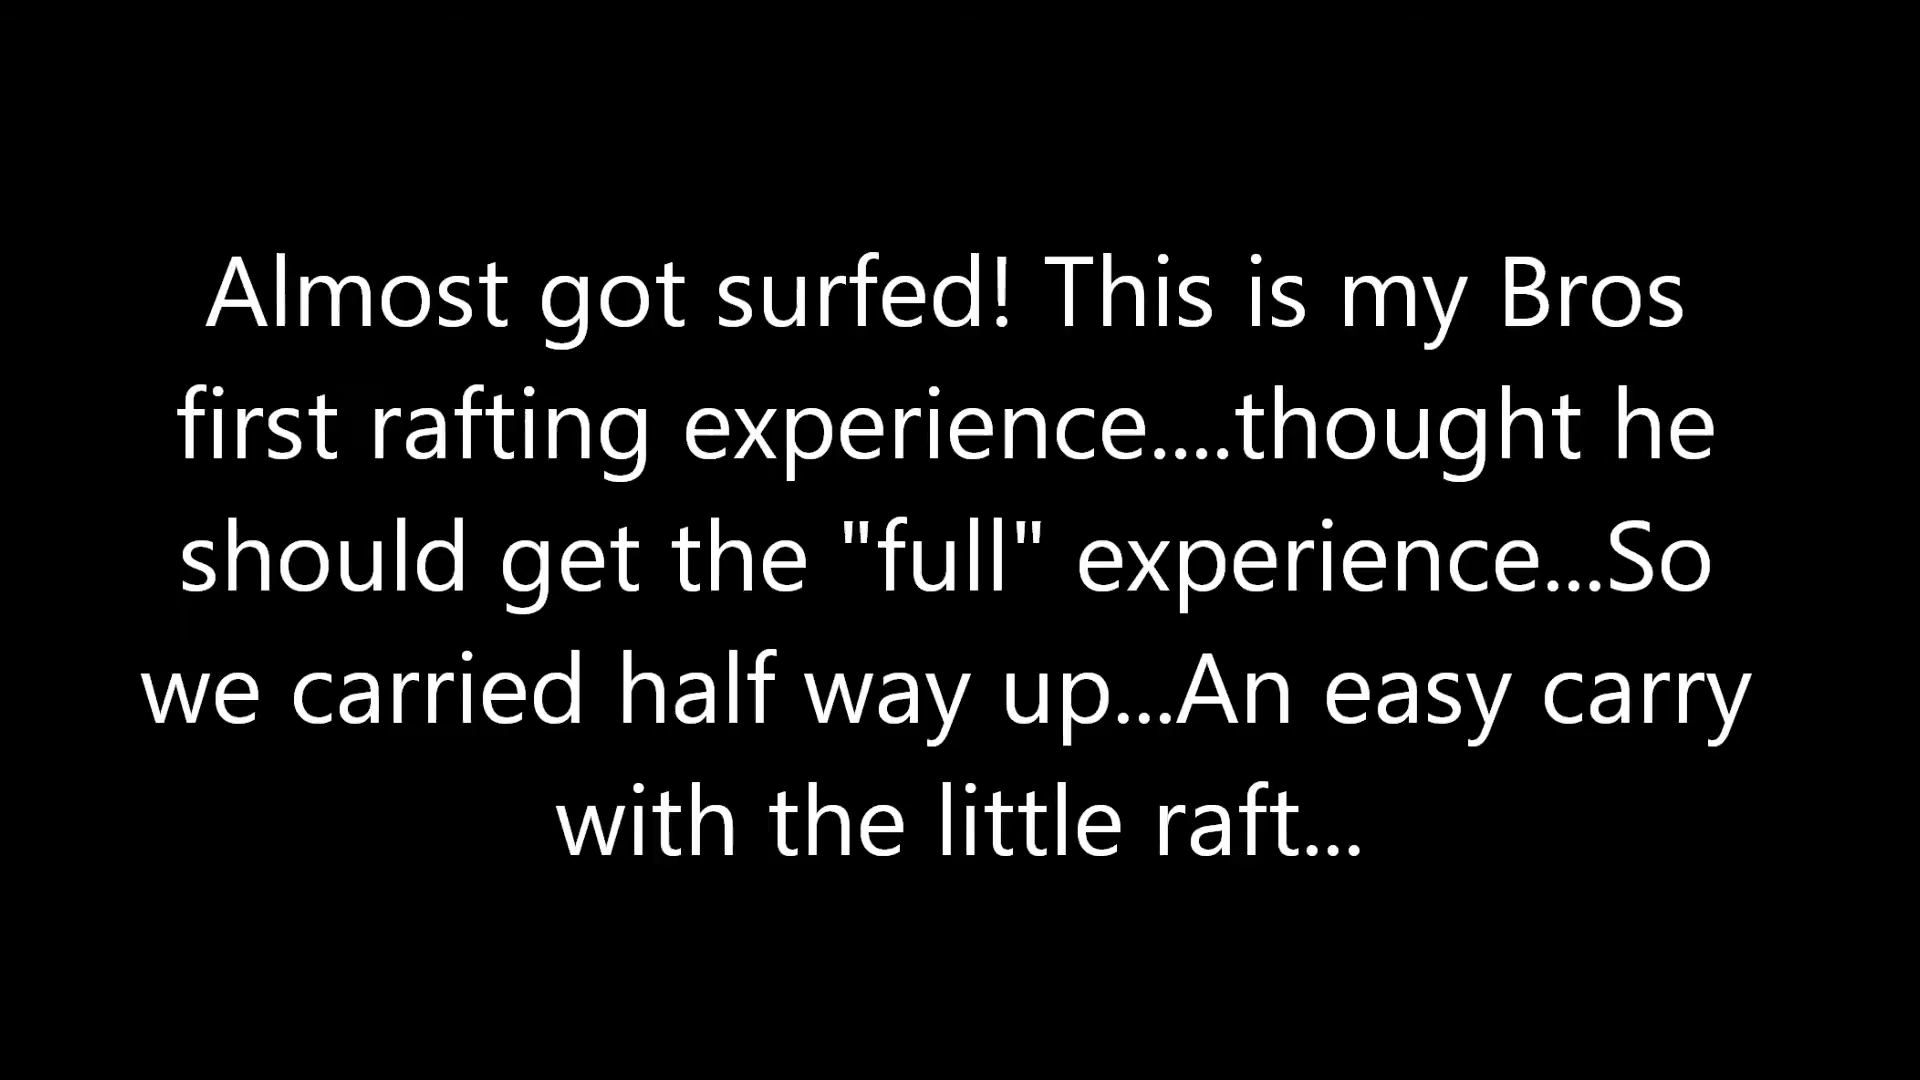 Almost got surfed! This is my Bros
first rafting experience....thought he
should get the "full" experience...So
we carried half way up...An easy carry
with the little raft...